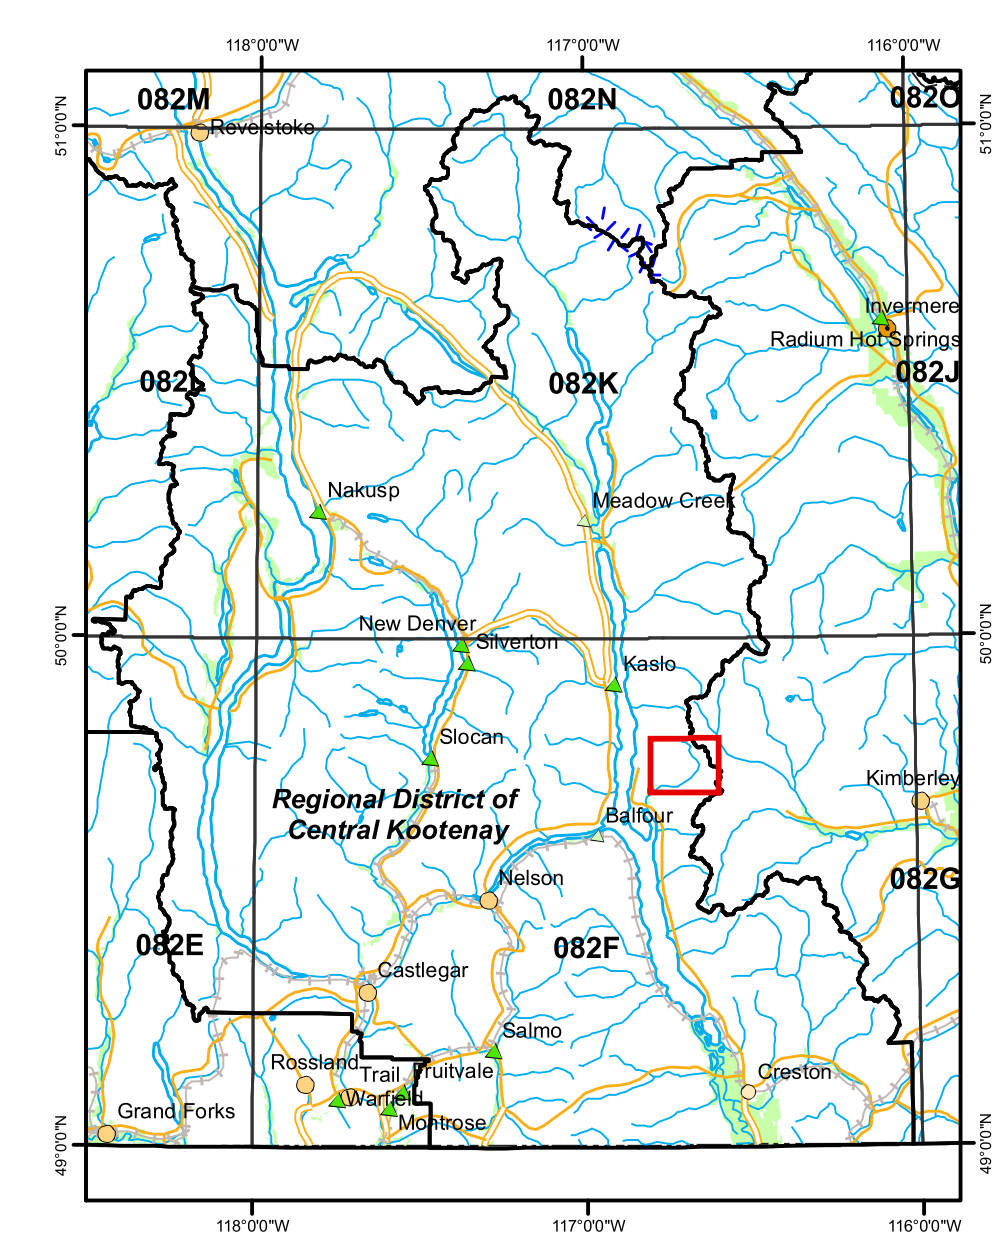 118°0'0"W
117°0'0"W
116°0'0"W
082M
082N
082O
51°0'0"N
51°0'0"N
Revelstoke
Invermere
Radium Hot Springs
082L
082K
082J
Nakusp
Meadow Creek
New Denver
50°0'0"N
50°0'0"N
Silverton
Kaslo
Slocan
Kimberley
Regional District of
Central Kootenay
Balfour
Nelson
082G
082E
082F
Castlegar
Salmo
Rossland
Trail
Fruitvale
Creston
Warfield
Grand Forks
Montrose
49°0'0"N
49°0'0"N
118°0'0"W
117°0'0"W
116°0'0"W